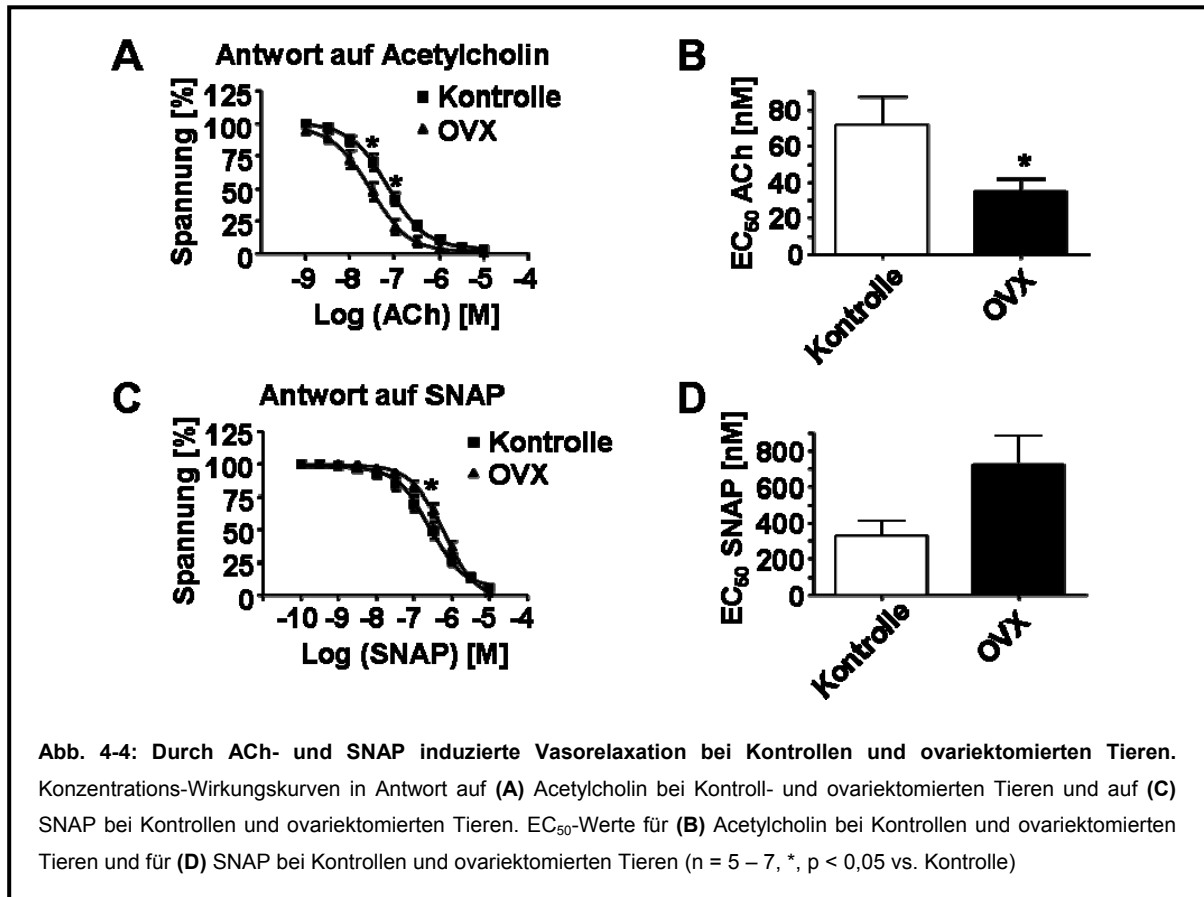 A
Antwort auf Acetylcholin
Spannung [%]
125
100
75
50
25
0
Kontrolle
OVX
*
*
-9 -8 -7 -6 -5 -4
Log (ACh) [M]
B
EC50 ACh [nM]
80
60
40
20
0
*
Kontrolle
OVX
C
Antwort auf SNAP
Spannung [%]
125
100
75
50
25
0
Kontrolle
OVX
*
-10 -9 -8 -7 -6 -5 -4
Log (SNAP) [M]
D
EC50 SNAP [nM]
800
600
400
200
0
Kontrolle
OVX
Abb. 4-4: Durch ACh- und SNAP induzierte Vasorelaxation bei Kontrollen und ovariektomierten Tieren.
Konzentrations-Wirkungskurven in Antwort auf (A) Acetylcholin bei Kontroll- und ovariektomierten Tieren und auf (C)
SNAP bei Kontrollen und ovariektomierten Tieren. EC50-Werte für (B) Acetylcholin bei Kontrollen und ovariektomierten
Tieren und für (D) SNAP bei Kontrollen und ovariektomierten Tieren (n = 5 – 7, *, p < 0,05 vs. Kontrolle)